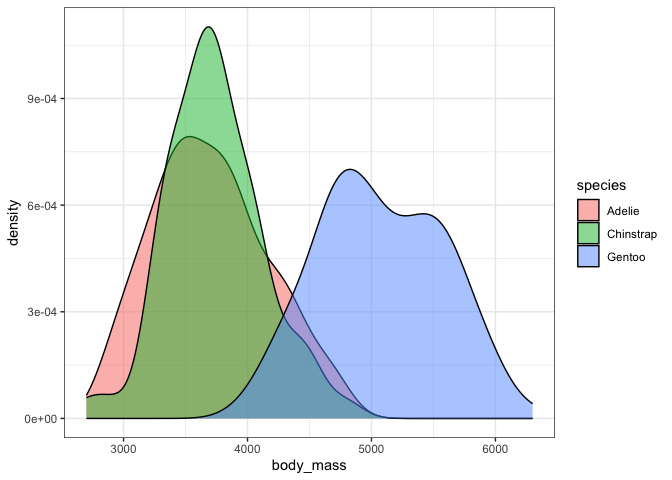 9e-04
6e-04
3e-04
0e+00
density
3000 4000 5000 6000
body_mass
species
Adelie
Chinstrap
Gentoo